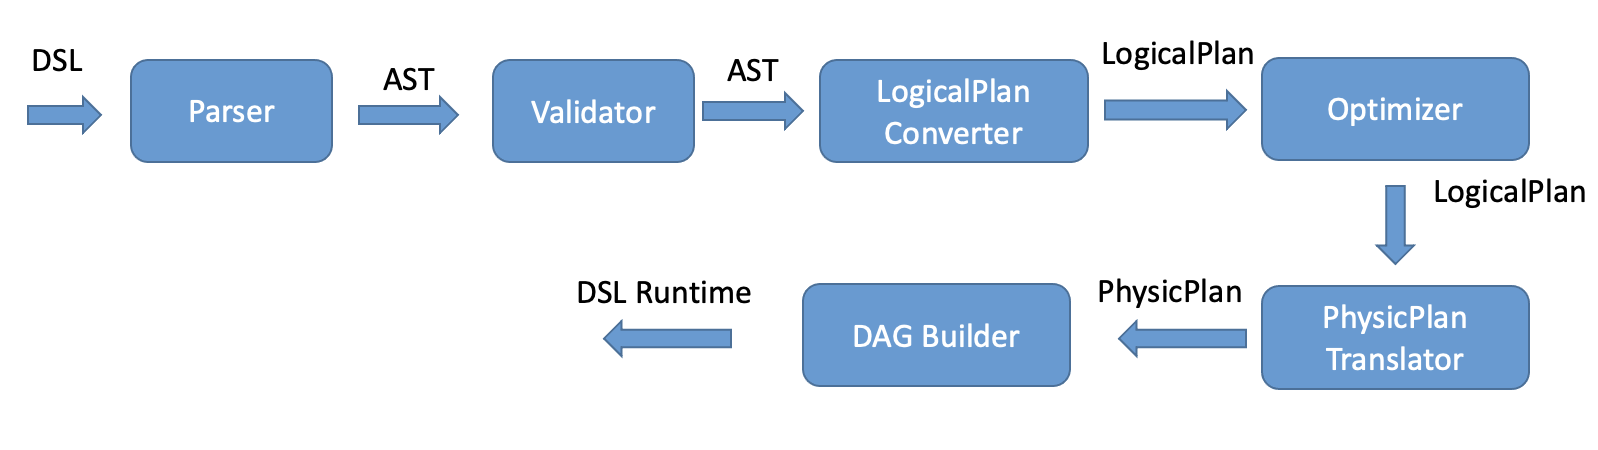 DSL
Parser
AST
Validator
AST
LogicalPlan
Converter
LogicalPlan
Optimizer
LogicalPlan
PhysicPlan
Translator
PhysicPlan
DAG Builder
DSL Runtime